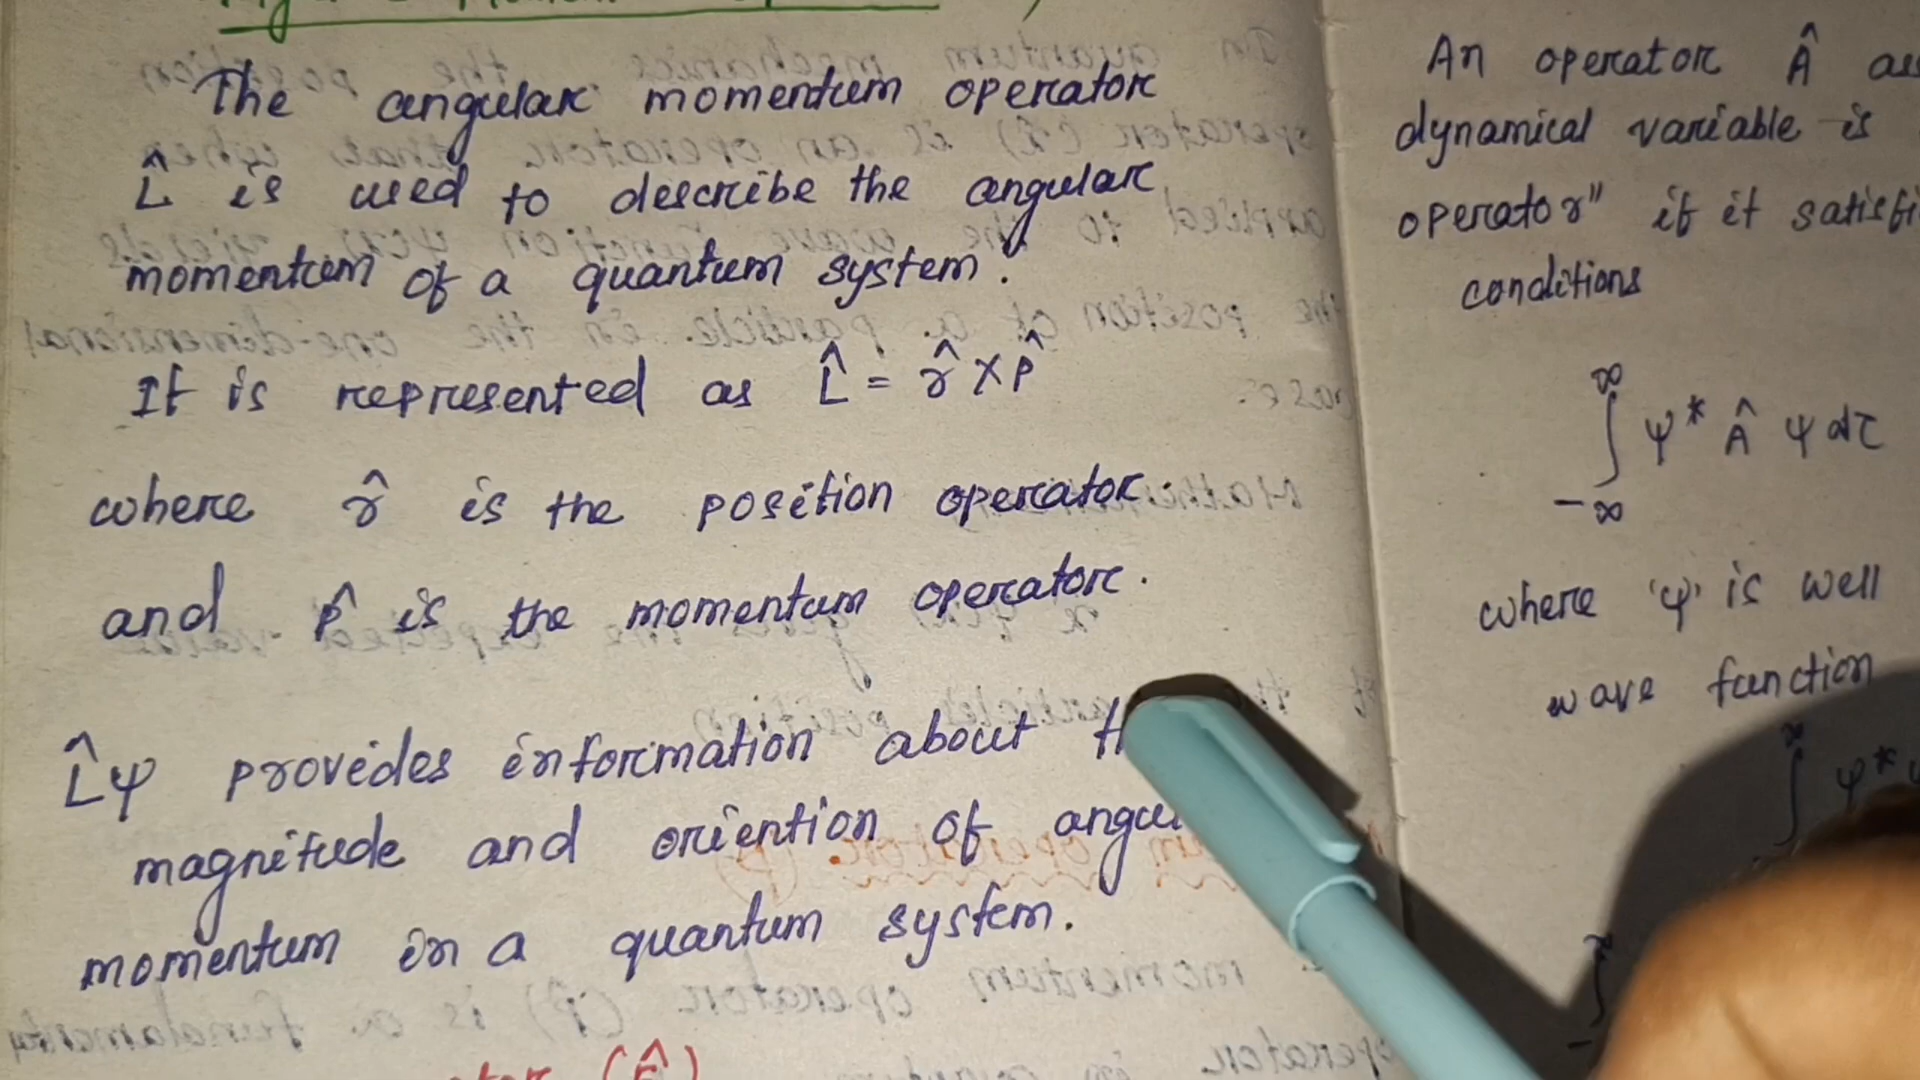 The angular momentum operator
L̂ is used to describe the angular
momentum of a quantum system.
It is represented as L̂ = r̂ × p̂
where r̂ is the position operator
and p̂ is the momentum operator.
L̂ψ provides information about
magnitude and oriention of
momentum in a quantum system.
An operator Â
dynamical variable is
operator" if it
conditions
∞
∫ ψ* Â ψ dτ
-∞
where 'ψ' is well
wave function
∫ ψ*